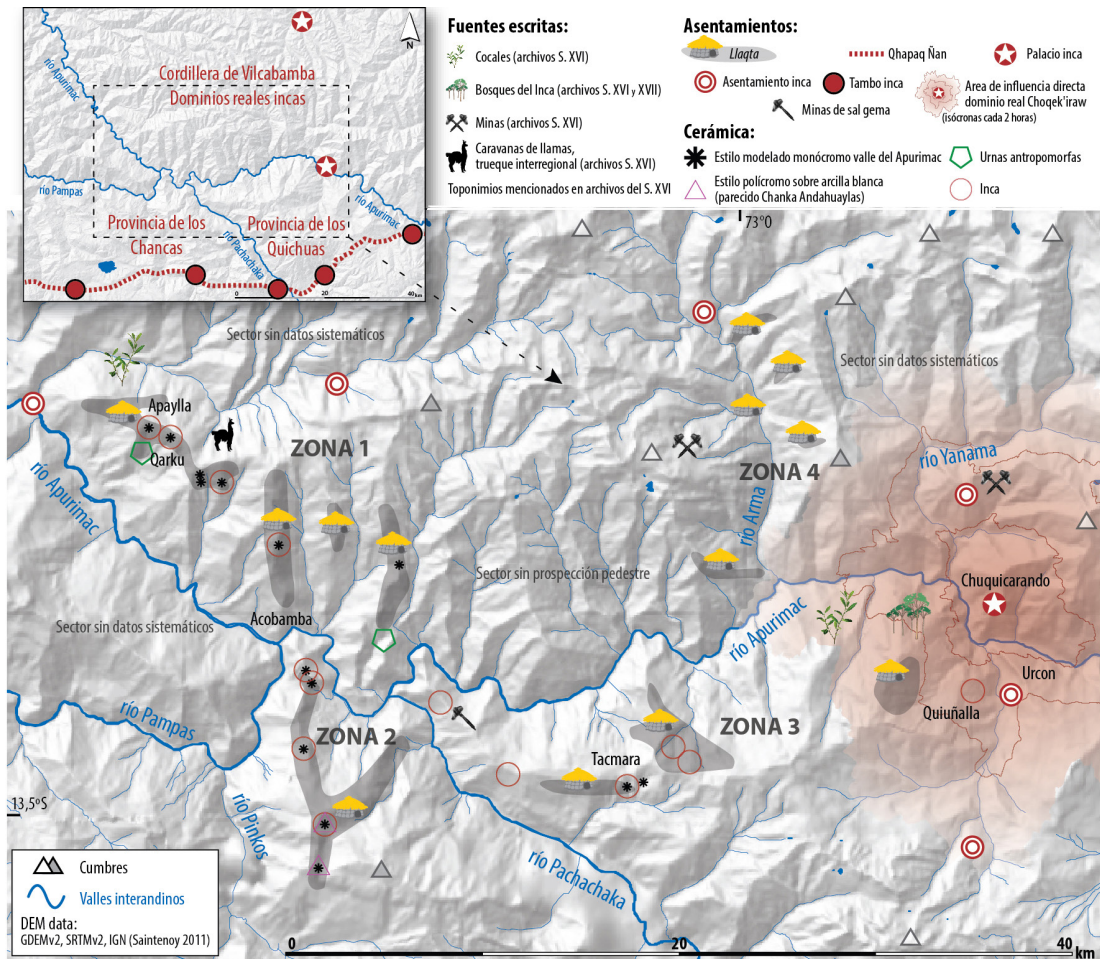 Cordillera de Vilcabamba
Dominios reales incas
río Apurimac
río Pampas
río Apurimac
Provincia de los
Chancas
río Pachachaka
Provincia de los
Quichuas
N
0
20
40 km
Fuentes escritas:
Cocales (archivos S. XVI)
Bosques del Inca (archivos S. XVI y XVII)
Minas (archivos S. XVI)
Caravanas de llamas,
trueque interregional (archivos S. XVI)
Toponimios mencionados en archivos del S. XVI
Asentamientos:
Llaqta
Qhapaq Ñan
Palacio inca
Asentamiento inca
Tambo inca
Area de influencia directa
dominio real Choqek'iraw
(isócronas cada 2 horas)
Minas de sal gema
Cerámica:
Estilo modelado monócromo valle del Apurimac
Urnas antropomorfas
Estilo polícromo sobre arcilla blanca
(parecido Chanka Andahuaylas)
Inca
73°0
Sector sin datos sistemáticos
Sector sin datos sistemáticos
Apaylla
Qarku
ZONA 1
ZONA 4
río Yanama
río Apurimac
río Arma
Sector sin prospección pedestre
Chuquicarando
Acobamba
Sector sin datos sistemáticos
río Apurimac
Urcon
Quiuñalla
río Pampas
ZONA 2
ZONA 3
Tacmara
13,5°S
río Pinkos
río Pachachaka
Cumbres
Valles interandinos
DEM data:
GDEMv2, SRTMv2, IGN (Saintenoy 2011)
0
20
40
km